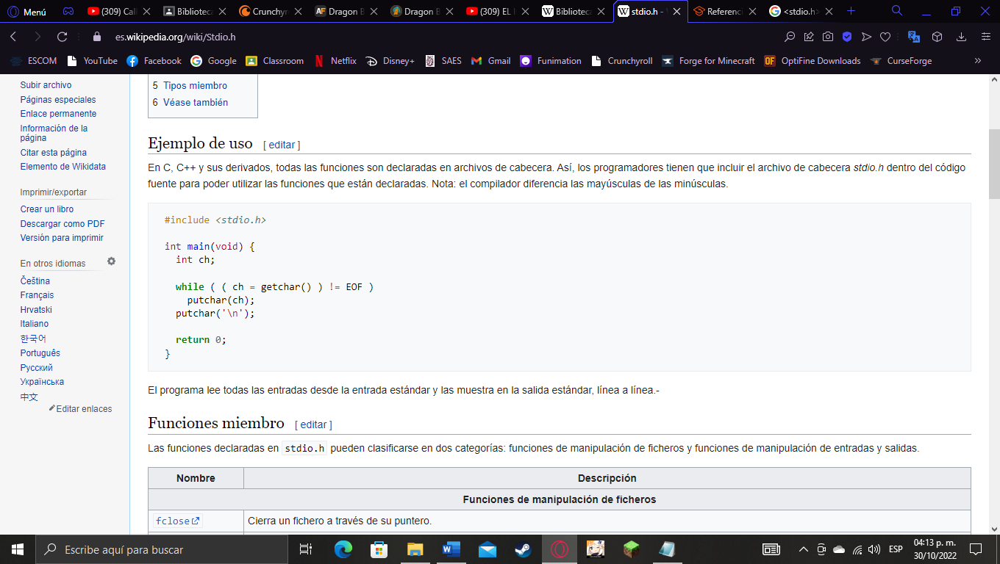 Menú
(309) Cal
Biblioteca
Crunchyr
Dragon B
Dragon B
(309) EL I
Biblioteca
stdio.h -
Referenci
<stdio.h>
es.wikipedia.org/wiki/Stdio.h
ESCOM
YouTube
Facebook
Google
Classroom
Netflix
Disney+
SAES
Gmail
Funimation
Crunchyroll
Forge for Minecraft
OptiFine Downloads
CurseForge
»
Subir archivo
Páginas especiales
Enlace permanente
Información de la
página
Citar esta página
Elemento de Wikidata
Imprimir/exportar
Crear un libro
Descargar como PDF
Versión para imprimir
En otros idiomas
Čeština
Français
Hrvatski
Italiano
한국어
Português
Русский
Українська
中文
Editar enlaces
5 Tipos miembro
6 Véase también
Ejemplo de uso [ editar ]
En C, C++ y sus derivados, todas las funciones son declaradas en archivos de cabecera. Así, los programadores tienen que incluir el archivo de cabecera stdio.h dentro del código
fuente para poder utilizar las funciones que están declaradas. Nota: el compilador diferencia las mayúsculas de las minúsculas.
#include <stdio.h>
int main(void) {
int ch;
while ( ( ch = getchar() ) != EOF )
putchar(ch);
putchar('\n');
return 0;
}
El programa lee todas las entradas desde la entrada estándar y las muestra en la salida estándar, línea a línea.-
Funciones miembro [ editar ]
Las funciones declaradas en stdio.h pueden clasificarse en dos categorías: funciones de manipulación de ficheros y funciones de manipulación de entradas y salidas.
Nombre Descripción
Funciones de manipulación de ficheros
fclose Cierra un fichero a través de su puntero.
Escribe aquí para buscar
ESP
04:13 p. m.
30/10/2022